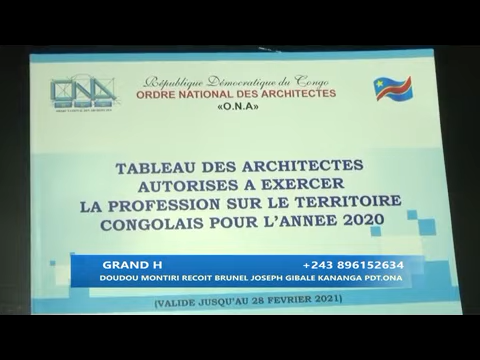 République Démocratique du Congo
ORDRE NATIONAL DES ARCHITECTES
«O.N.A»
ONA
TABLEAU DES ARCHITECTES
AUTORISES A EXERCER
LA PROFESSION SUR LE TERRITOIRE
CONGOLAIS POUR L'ANNEE 2020
GRAND H +243 896152634
DOUDOU MONTIRI RECOIT BRUNEL JOSEPH GIBALE KANANGA PDT.ONA
(VALIDE JUSQU'AU 28 FEVRIER 2021)